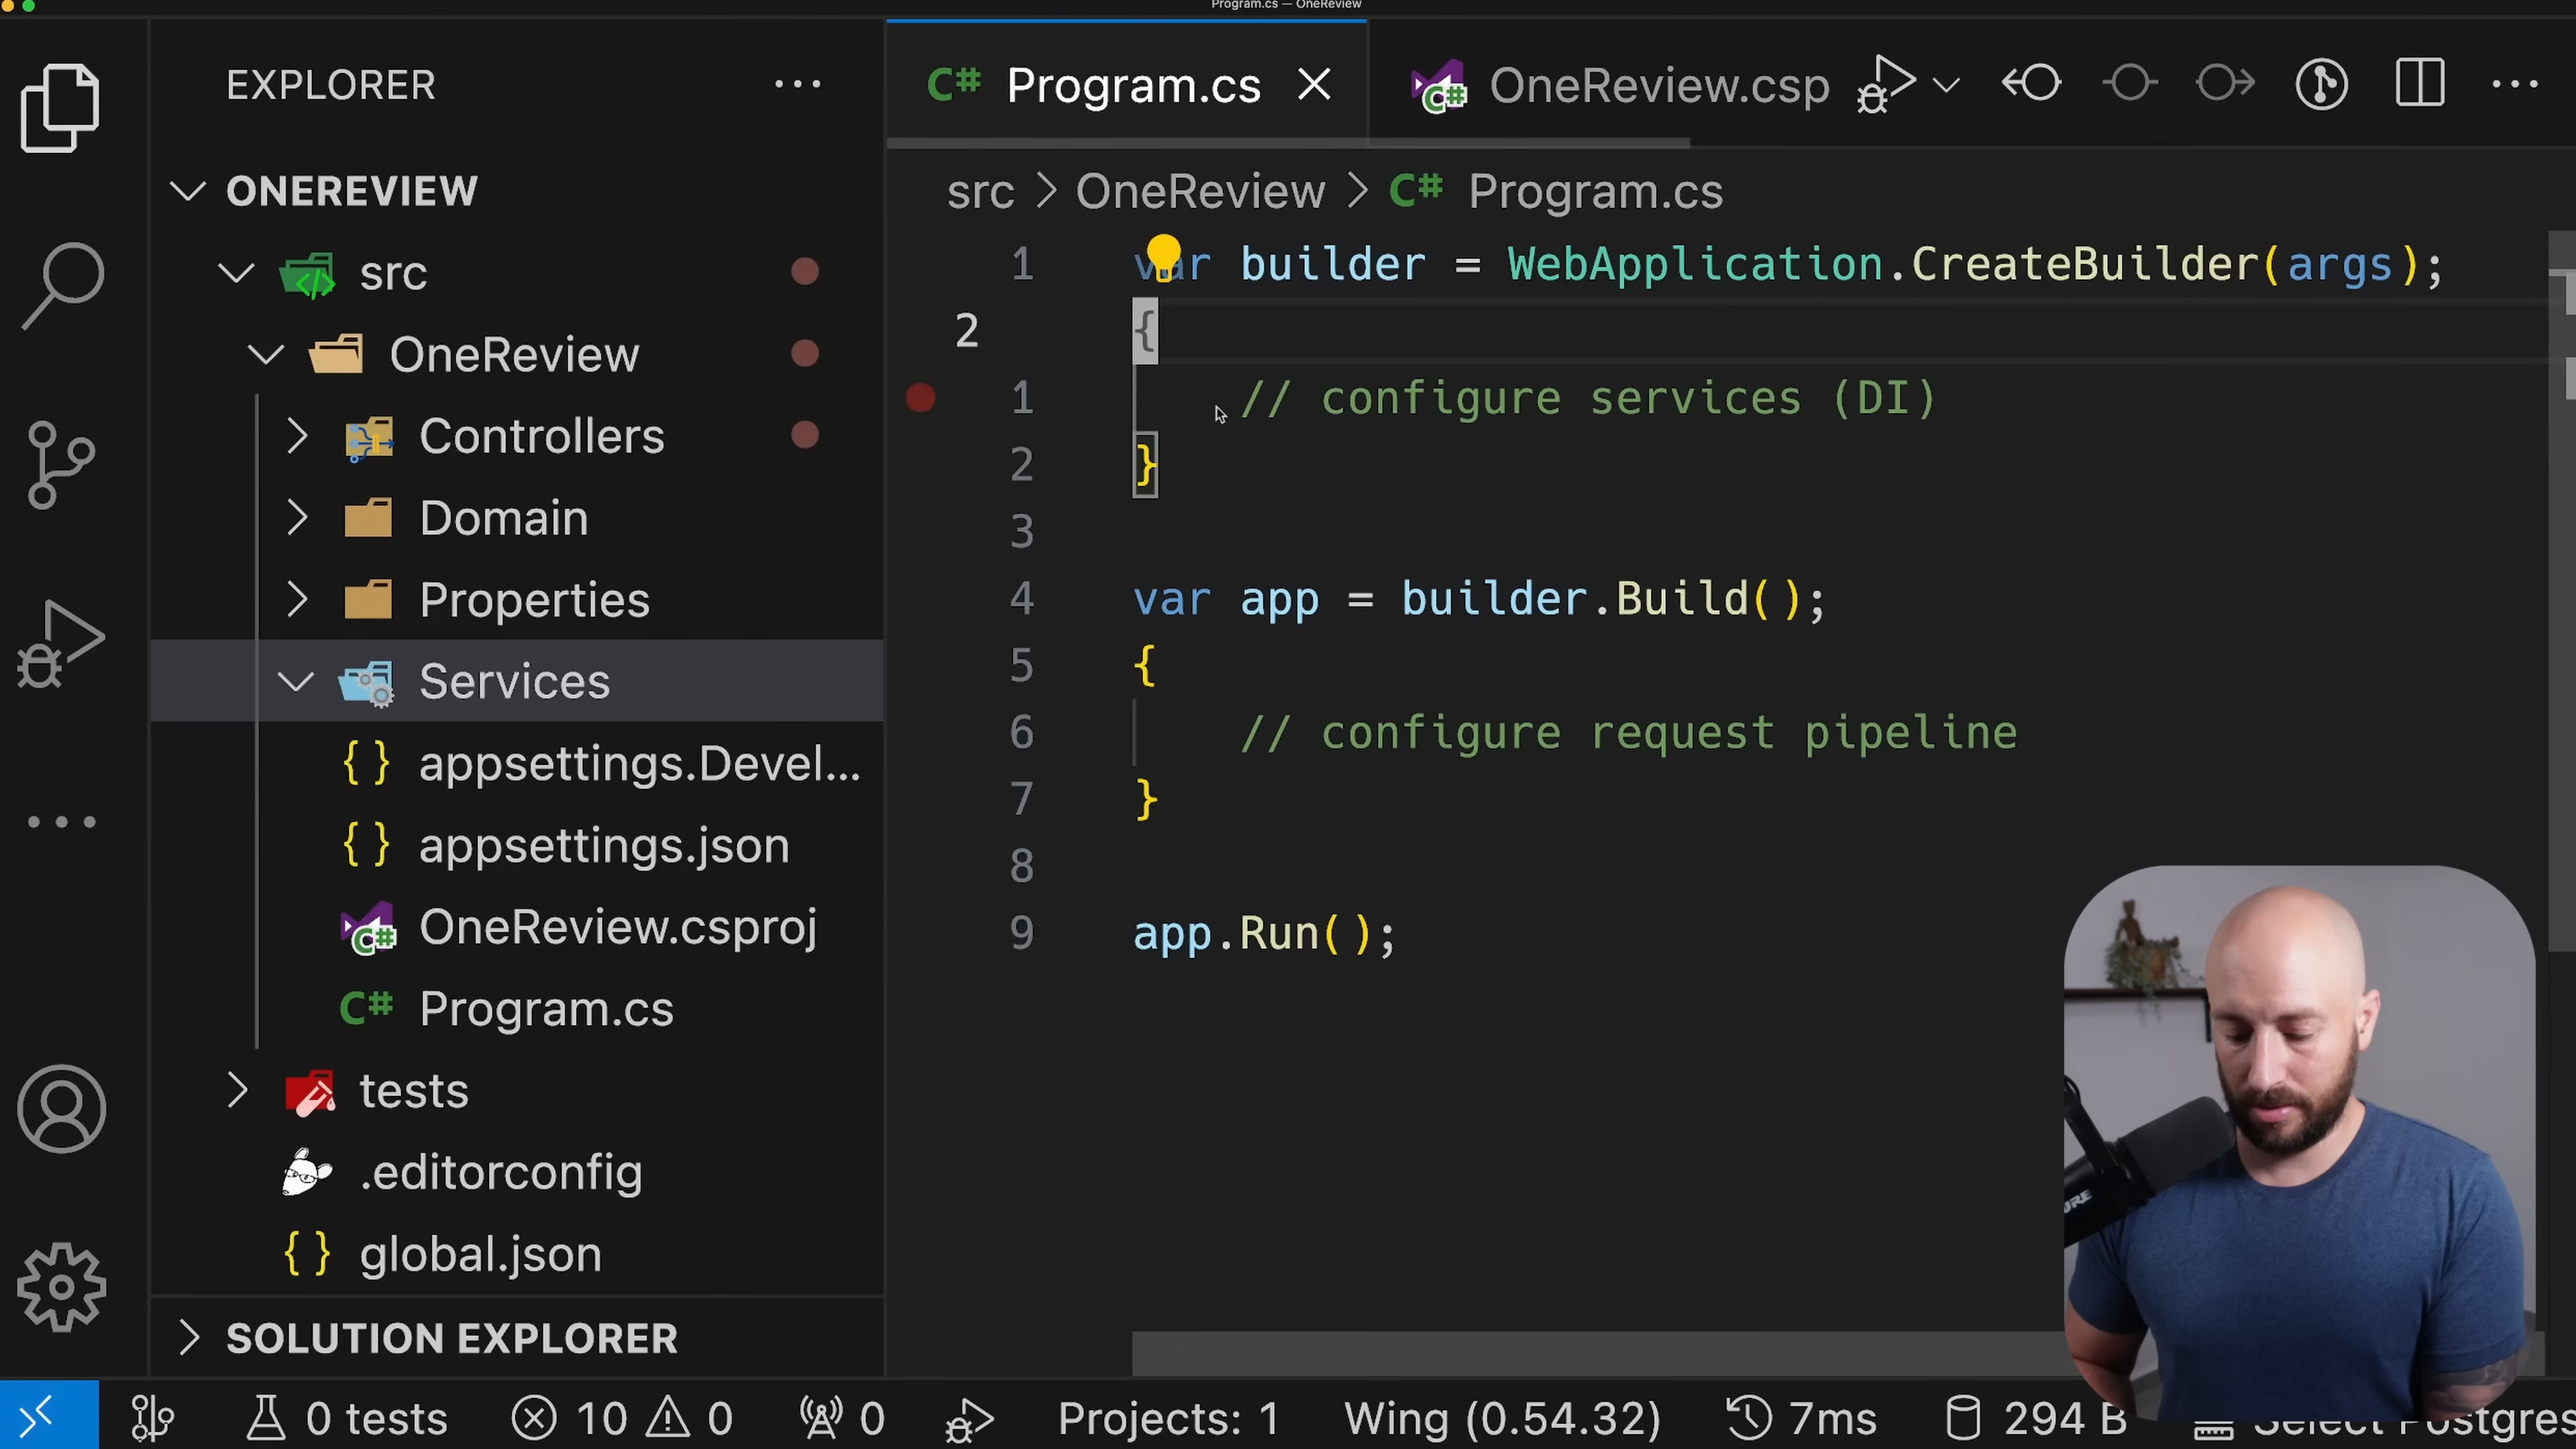 Program.cs — OneReview
EXPLORER
ONEREVIEW
src
OneReview
Controllers
Domain
Properties
Services
appsettings.Devel...
appsettings.json
OneReview.csproj
Program.cs
tests
.editorconfig
global.json
SOLUTION EXPLORER
Program.cs
OneReview.csp
src > OneReview > C# Program.cs
1 var builder = WebApplication.CreateBuilder(args);
2 {
1 // configure services (DI)
2 }
3
4 var app = builder.Build();
5 {
6 // configure request pipeline
7 }
8
9 app.Run();
0 tests 10 0 0 Projects: 1 Wing (0.54.32) 7ms 294 B Select Postgres